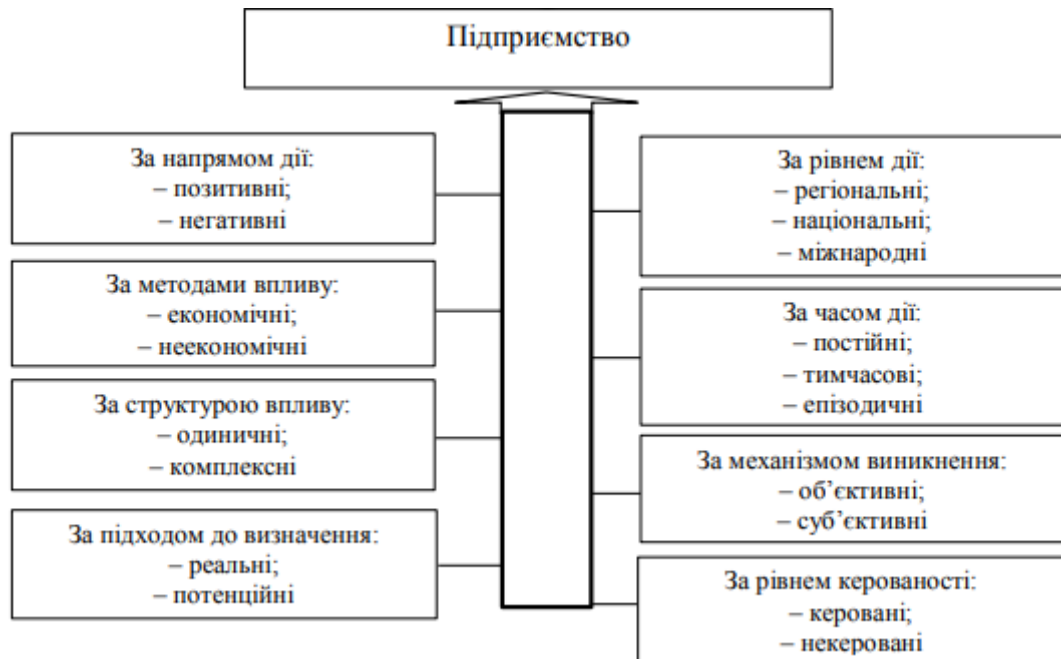 Підприємство
За напрямом дії:
– позитивні;
– негативні
За методами впливу:
– економічні;
– неекономічні
За структурою впливу:
– одиничні;
– комплексні
За підходом до визначення:
– реальні;
– потенційні
За рівнем дії:
– регіональні;
– національні;
– міжнародні
За часом дії:
– постійні;
– тимчасові;
– епізодичні
За механізмом виникнення:
– об’єктивні;
– суб’єктивні
За рівнем керованості:
– керовані;
– некеровані